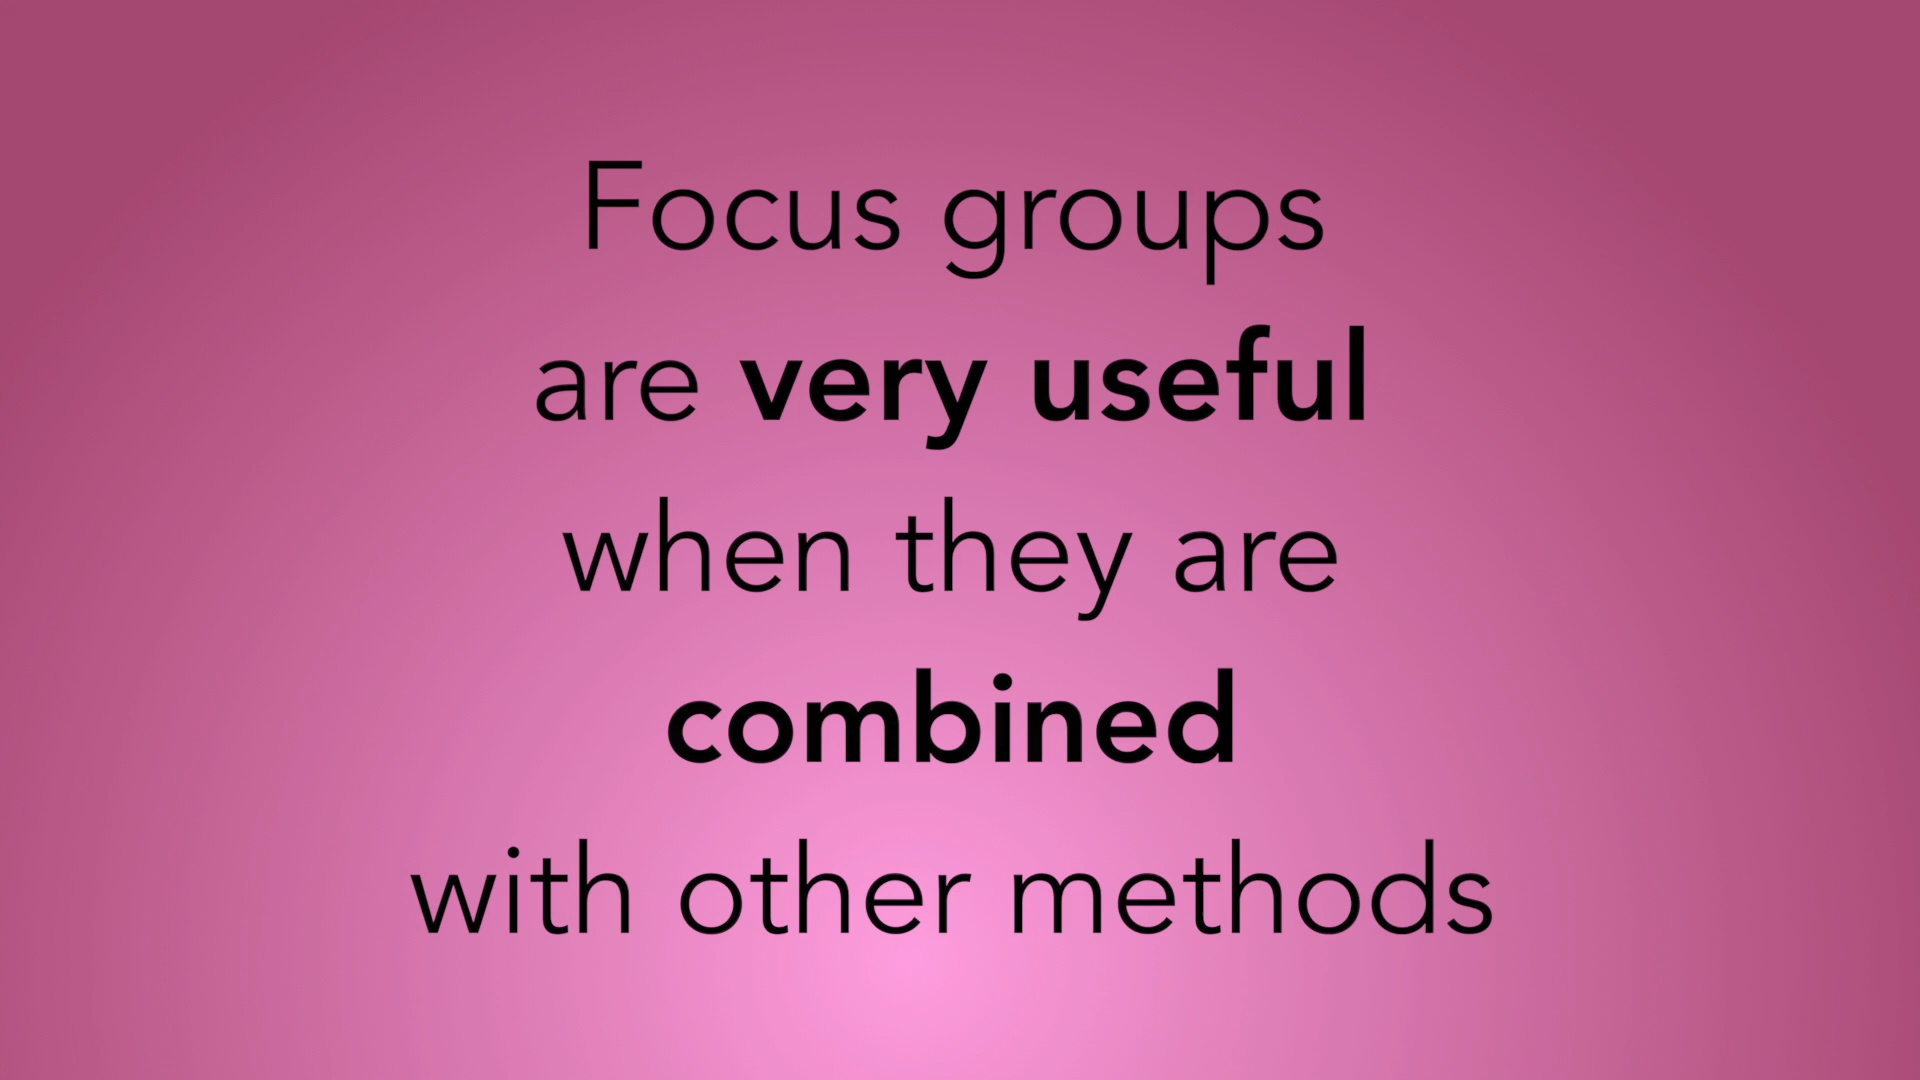 Focus groups
are very useful
when they are
combined
with other methods